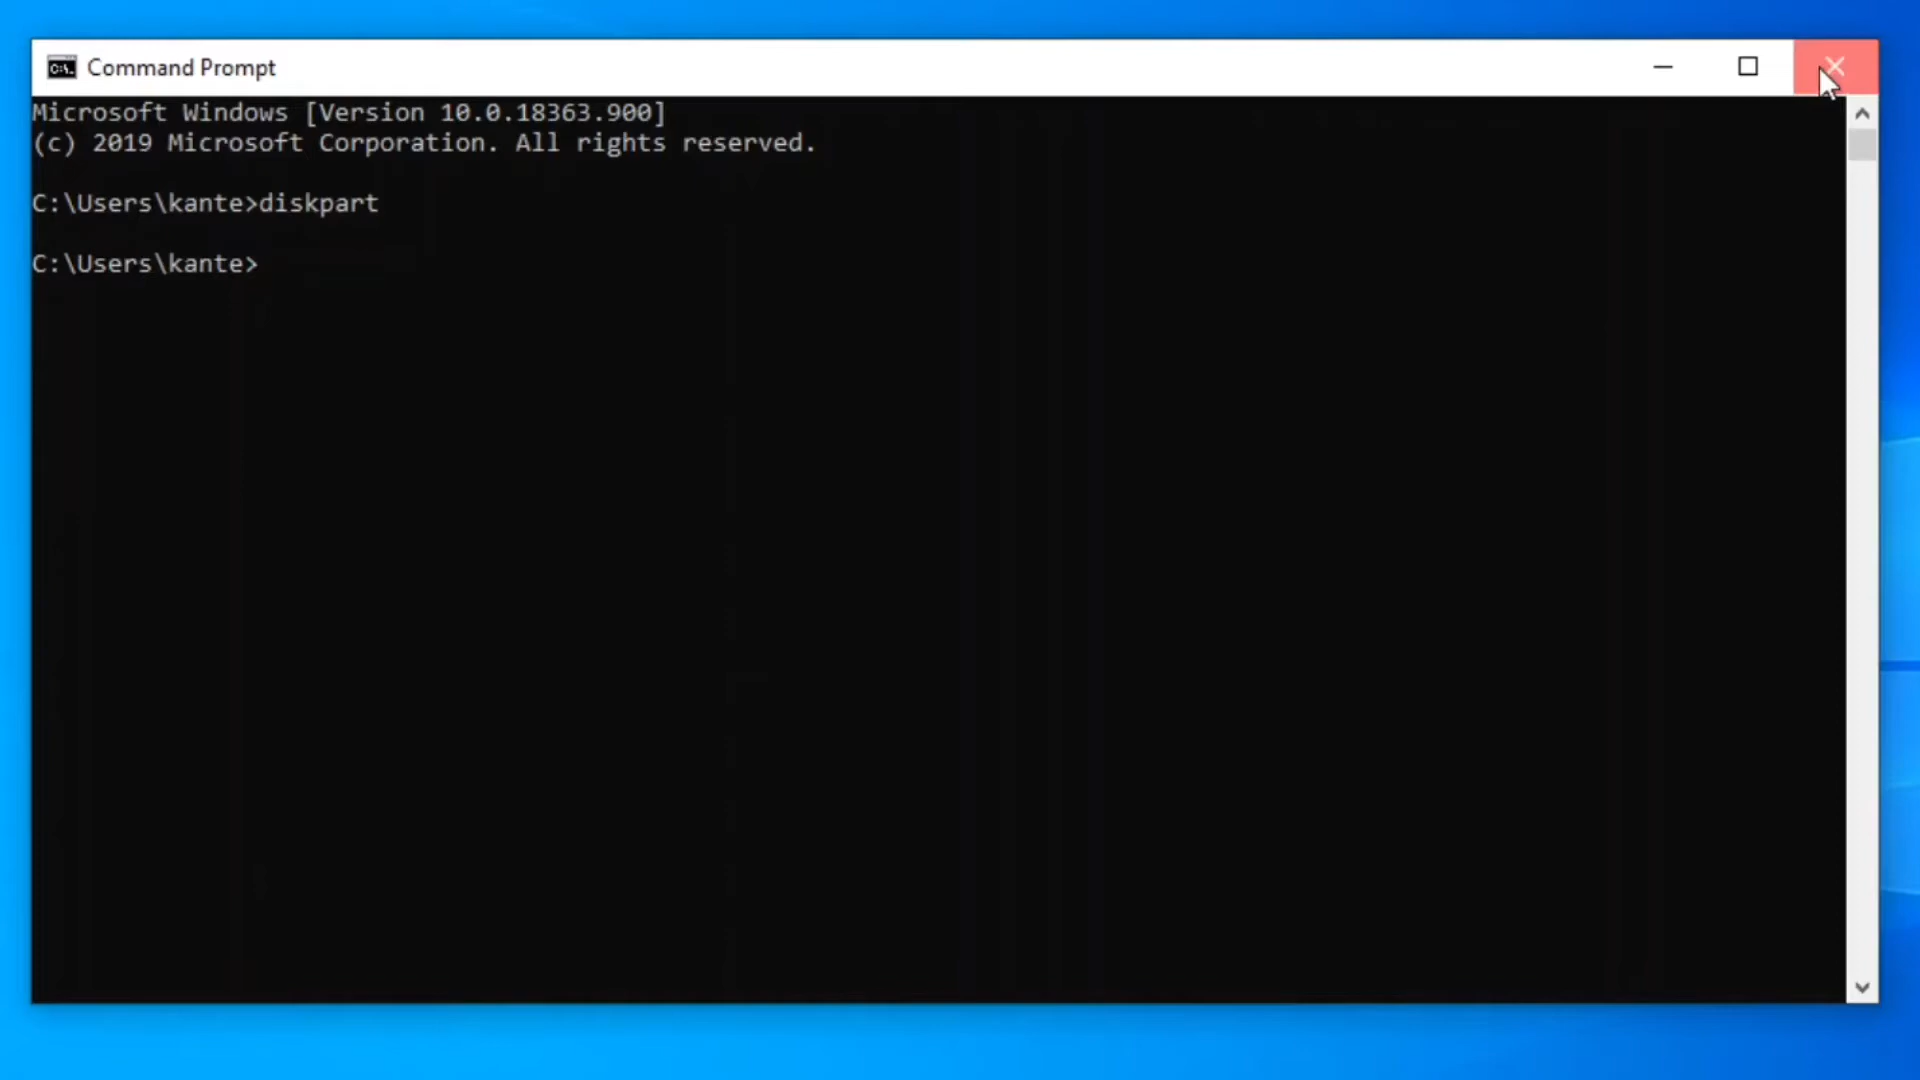 Command Prompt
Microsoft Windows [Version 10.0.18363.900]
(c) 2019 Microsoft Corporation. All rights reserved.
C:\Users\kante>diskpart
C:\Users\kante>